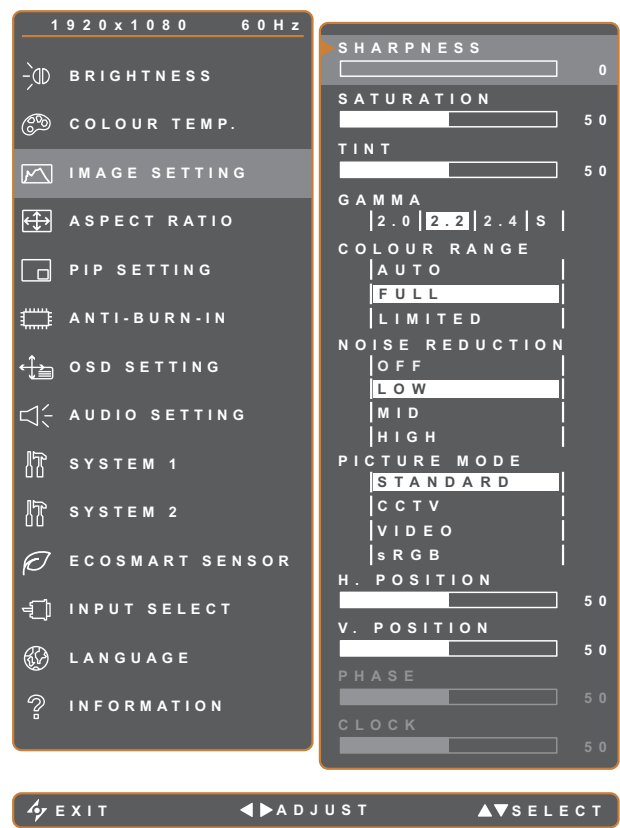 1920x1080 60Hz
BRIGHTNESS
COLOUR TEMP.
IMAGE SETTING
ASPECT RATIO
PIP SETTING
ANTI-BURN-IN
OSD SETTING
AUDIO SETTING
SYSTEM 1
SYSTEM 2
ECOSMART SENSOR
INPUT SELECT
LANGUAGE
INFORMATION
SHARPNESS
0
SATURATION
50
TINT
50
GAMMA
2.0 2.2 2.4 S
COLOUR RANGE
AUTO
FULL
LIMITED
NOISE REDUCTION
OFF
LOW
MID
HIGH
PICTURE MODE
STANDARD
CCTV
VIDEO
sRGB
H. POSITION
50
V. POSITION
50
PHASE
50
CLOCK
50
EXIT ADJUST SELECT